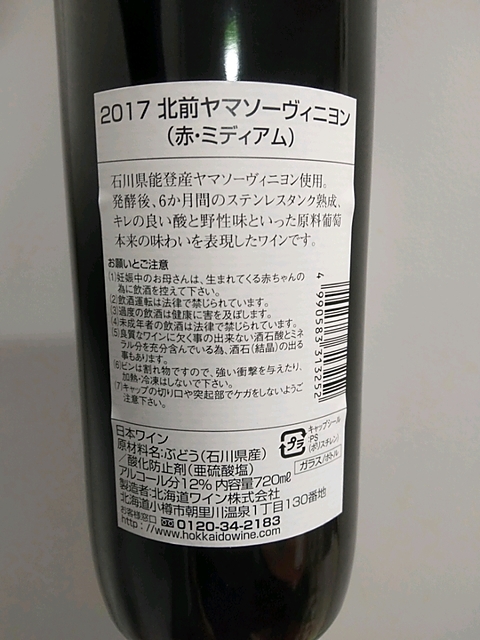 2017 北前ヤマソーヴィニヨン
(赤・ミディアム)
石川県能登産ヤマソーヴィニヨン使用。
発酵後、6か月間のステンレスタンク熟成、
キレの良い酸と野性味といった原料葡萄
本来の味わいを表現したワインです。
お願いとご注意
(1)妊娠中のお母さんは、生まれてくる赤ちゃんの
為に飲酒を控えて下さい。
(2)飲酒運転は法律で禁じられています。
(3)過度の飲酒は健康に害を及ぼします。
(4)未成年者の飲酒は法律で禁じられています。
(5)良質なワインに欠く事の出来ない酒石酸とミネ
ラル分を充分含んでいる為、酒石(結晶)の出る
事もあります。
(6)ビンは割れ物ですので、強い衝撃を与えたり、
加熱・冷凍はしないで下さい。
(7)キャップの切り口や突起部でケガをしないようご
注意下さい。
4 990583 313252
日本ワイン
原材料名:ぶどう(石川県産)
/酸化防止剤(亜硫酸塩)
アルコール分12% 内容量720mℓ
製造者:北海道ワイン株式会社
北海道小樽市朝里川温泉1丁目130番地
お客様窓口 0120-34-2183
http://www.hokkaidowine.com
プラ
キャップシール
:PS
(ポリスチレン)
ガラス/ボトル